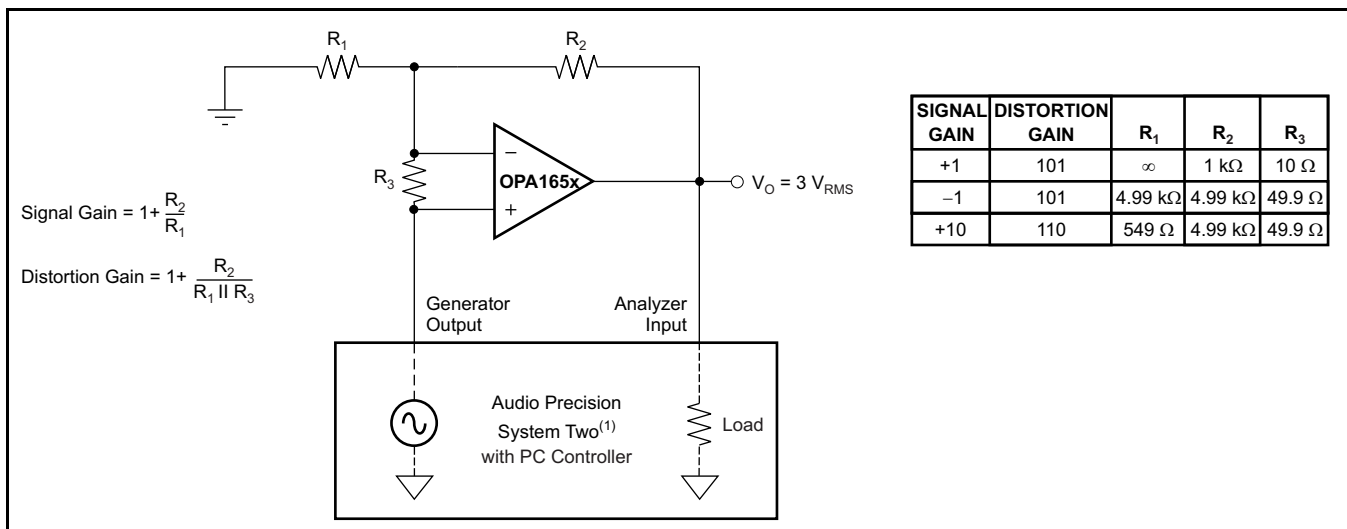 R1
R2
R3
−
+
OPA165x
VO = 3 VRMS
Signal Gain = 1+ R2
R1
Distortion Gain = 1+ R2
R1 II R3
Generator
Output
Analyzer
Input
Audio Precision
System Two(1)
with PC Controller
Load
SIGNAL GAIN DISTORTION GAIN R1 R2 R3
+1 101 ∞ 1 kΩ 10 Ω
−1 101 4.99 kΩ 4.99 kΩ 49.9 Ω
+10 110 549 Ω 4.99 kΩ 49.9 Ω